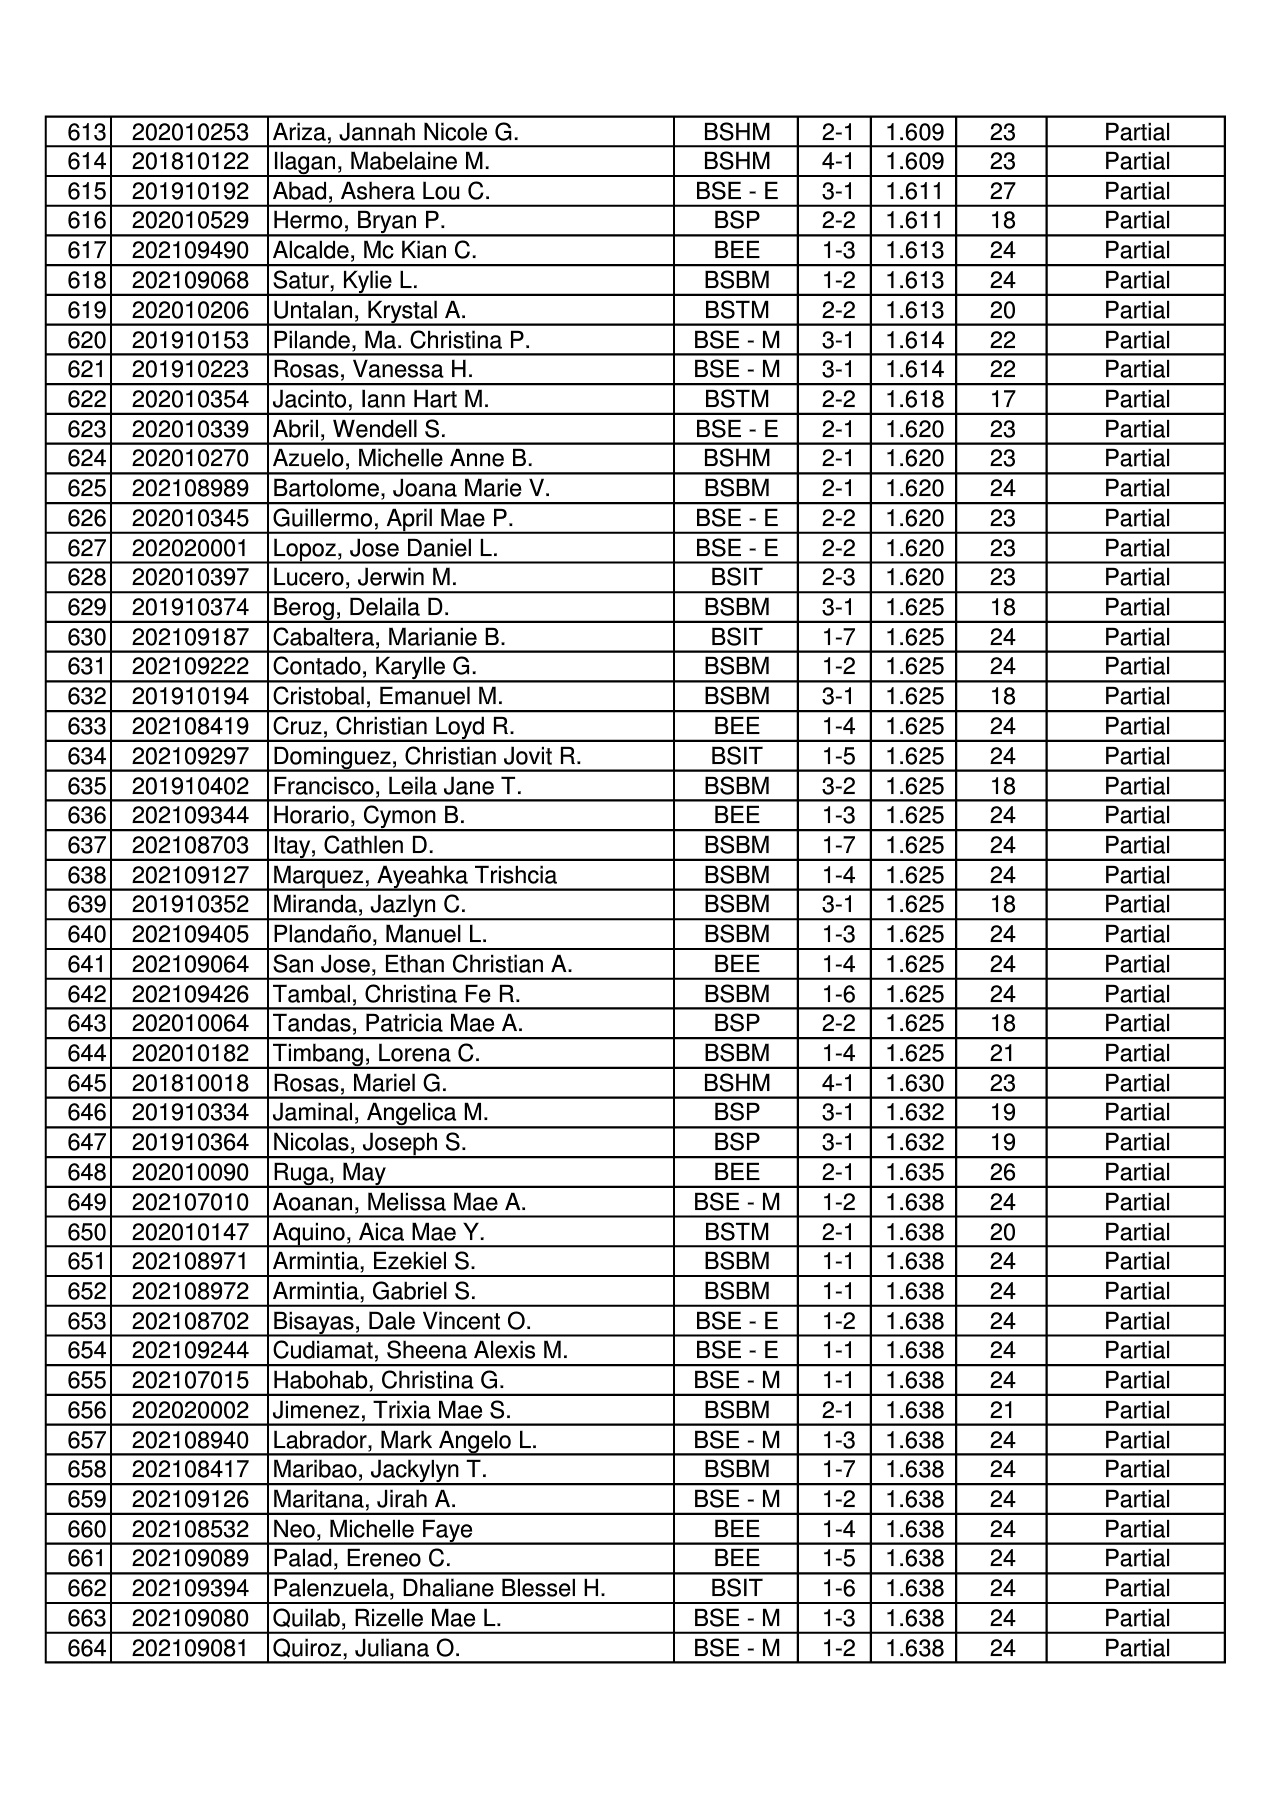 613 202010253 Ariza, Jannah Nicole G. BSHM 2-1 1.609 23 Partial
614 201810122 Ilagan, Mabelaine M. BSHM 4-1 1.609 23 Partial
615 201910192 Abad, Ashera Lou C. BSE - E 3-1 1.611 27 Partial
616 202010529 Hermo, Bryan P. BSP 2-2 1.611 18 Partial
617 202109490 Alcalde, Mc Kian C. BEE 1-3 1.613 24 Partial
618 202109068 Satur, Kylie L. BSBM 1-2 1.613 24 Partial
619 202010206 Untalan, Krystal A. BSTM 2-2 1.613 20 Partial
620 201910153 Pilande, Ma. Christina P. BSE - M 3-1 1.614 22 Partial
621 201910223 Rosas, Vanessa H. BSE - M 3-1 1.614 22 Partial
622 202010354 Jacinto, Iann Hart M. BSTM 2-2 1.618 17 Partial
623 202010339 Abril, Wendell S. BSE - E 2-1 1.620 23 Partial
624 202010270 Azuelo, Michelle Anne B. BSHM 2-1 1.620 23 Partial
625 202108989 Bartolome, Joana Marie V. BSBM 2-1 1.620 24 Partial
626 202010345 Guillermo, April Mae P. BSE - E 2-2 1.620 23 Partial
627 202020001 Lopoz, Jose Daniel L. BSE - E 2-2 1.620 23 Partial
628 202010397 Lucero, Jerwin M. BSIT 2-3 1.620 23 Partial
629 201910374 Berog, Delaila D. BSBM 3-1 1.625 18 Partial
630 202109187 Cabaltera, Marianie B. BSIT 1-7 1.625 24 Partial
631 202109222 Contado, Karylle G. BSBM 1-2 1.625 24 Partial
632 201910194 Cristobal, Emanuel M. BSBM 3-1 1.625 18 Partial
633 202108419 Cruz, Christian Loyd R. BEE 1-4 1.625 24 Partial
634 202109297 Dominguez, Christian Jovit R. BSIT 1-5 1.625 24 Partial
635 201910402 Francisco, Leila Jane T. BSBM 3-2 1.625 18 Partial
636 202109344 Horario, Cymon B. BEE 1-3 1.625 24 Partial
637 202108703 Itay, Cathlen D. BSBM 1-7 1.625 24 Partial
638 202109127 Marquez, Ayeahka Trishcia BSBM 1-4 1.625 24 Partial
639 201910352 Miranda, Jazlyn C. BSBM 3-1 1.625 18 Partial
640 202109405 Plandaño, Manuel L. BSBM 1-3 1.625 24 Partial
641 202109064 San Jose, Ethan Christian A. BEE 1-4 1.625 24 Partial
642 202109426 Tambal, Christina Fe R. BSBM 1-6 1.625 24 Partial
643 202010064 Tandas, Patricia Mae A. BSP 2-2 1.625 18 Partial
644 202010182 Timbang, Lorena C. BSBM 1-4 1.625 21 Partial
645 201810018 Rosas, Mariel G. BSHM 4-1 1.630 23 Partial
646 201910334 Jaminal, Angelica M. BSP 3-1 1.632 19 Partial
647 201910364 Nicolas, Joseph S. BSP 3-1 1.632 19 Partial
648 202010090 Ruga, May BEE 2-1 1.635 26 Partial
649 202107010 Aoanan, Melissa Mae A. BSE - M 1-2 1.638 24 Partial
650 202010147 Aquino, Aica Mae Y. BSTM 2-1 1.638 20 Partial
651 202108971 Armintia, Ezekiel S. BSBM 1-1 1.638 24 Partial
652 202108972 Armintia, Gabriel S. BSBM 1-1 1.638 24 Partial
653 202108702 Bisayas, Dale Vincent O. BSE - E 1-2 1.638 24 Partial
654 202109244 Cudiamat, Sheena Alexis M. BSE - E 1-1 1.638 24 Partial
655 202107015 Habohab, Christina G. BSE - M 1-1 1.638 24 Partial
656 202020002 Jimenez, Trixia Mae S. BSBM 2-1 1.638 21 Partial
657 202108940 Labrador, Mark Angelo L. BSE - M 1-3 1.638 24 Partial
658 202108417 Maribao, Jackylyn T. BSBM 1-7 1.638 24 Partial
659 202109126 Maritana, Jirah A. BSE - M 1-2 1.638 24 Partial
660 202108532 Neo, Michelle Faye BEE 1-4 1.638 24 Partial
661 202109089 Palad, Ereneo C. BEE 1-5 1.638 24 Partial
662 202109394 Palenzuela, Dhaliane Blessel H. BSIT 1-6 1.638 24 Partial
663 202109080 Quilab, Rizelle Mae L. BSE - M 1-3 1.638 24 Partial
664 202109081 Quiroz, Juliana O. BSE - M 1-2 1.638 24 Partial